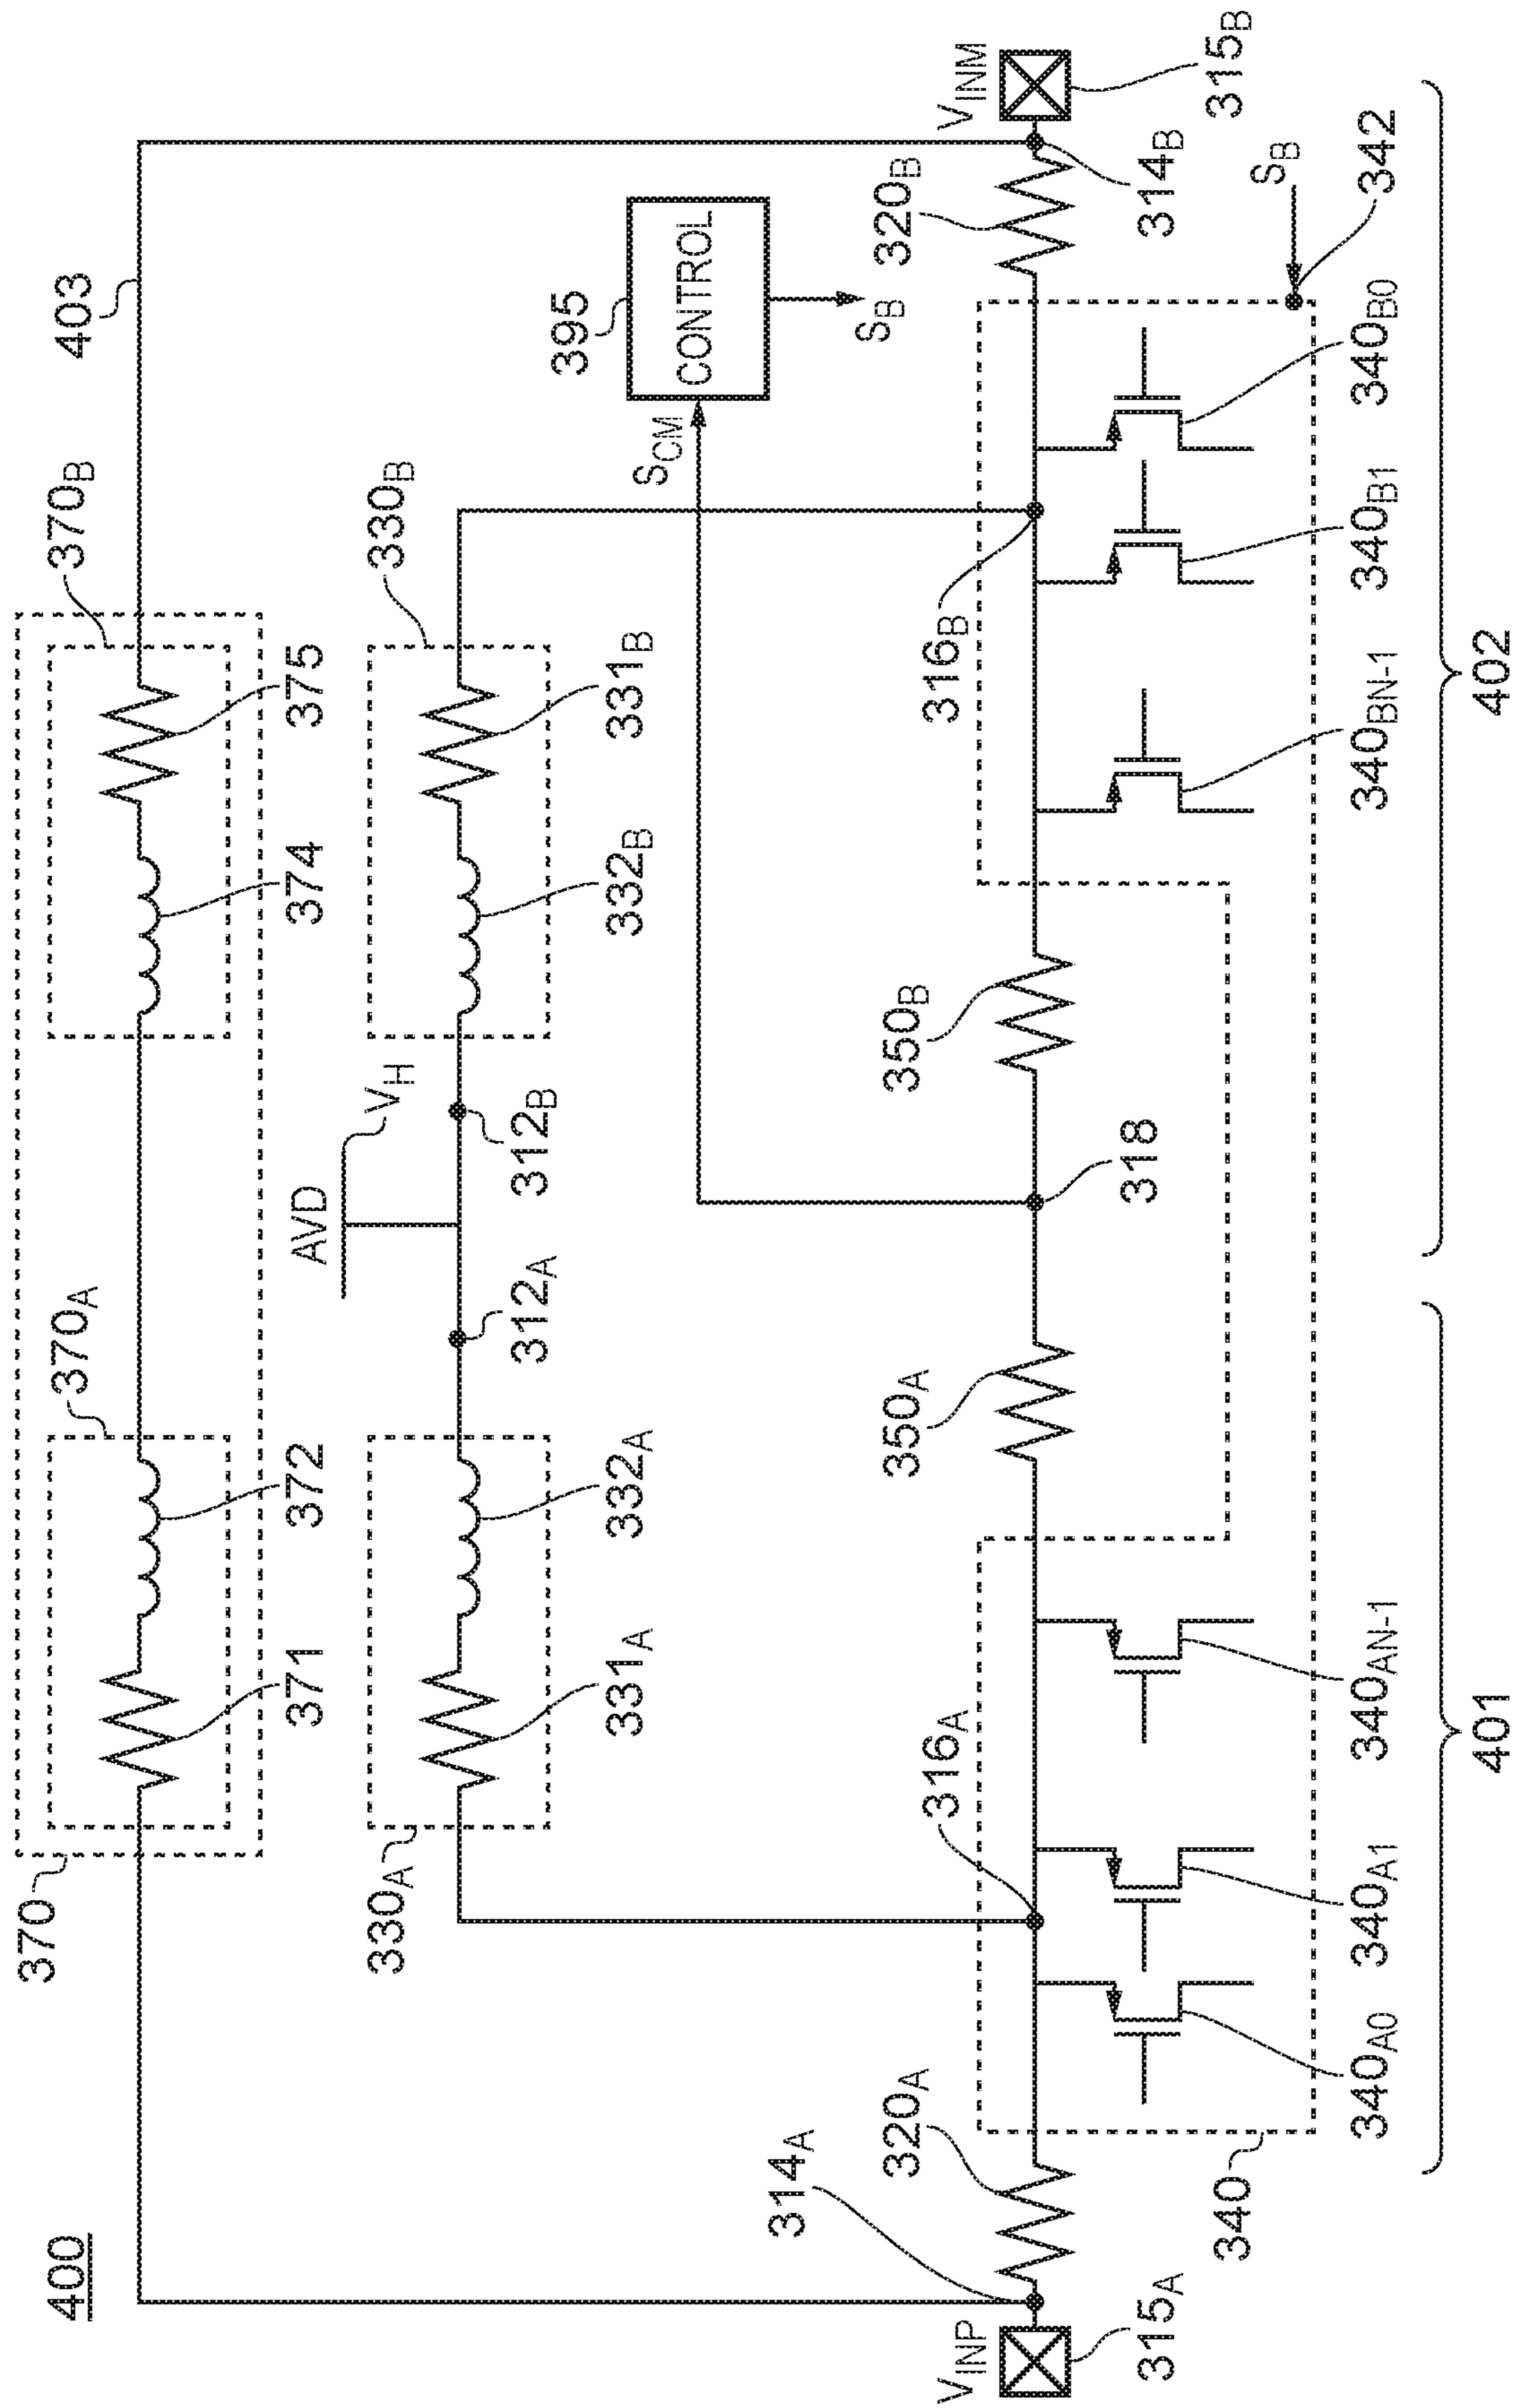 400
403
370
370A
370B
371
372
374
375
AVD
VH
330A
330B
312A
312B
331A
332A
332B
331B
395
CONTROL
SCM
SB
VINP
314A
315A
320A
316A
350A
318
350B
316B
320B
314B
VINM
315B
SB
342
340
340A0
340A1
340AN-1
340BN-1
340B1
340B0
401
402